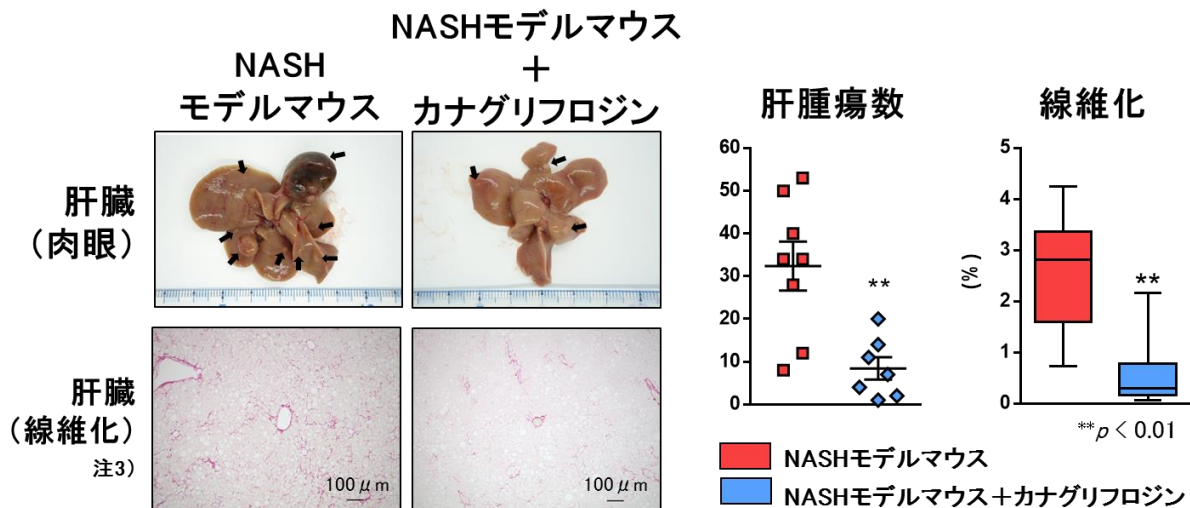 NASH
モデルマウス
NASHモデルマウス
＋
カナグリフロジン
肝臓
（肉眼）
肝臓
（線維化）
注3）
100μm
100μm
肝腫瘍数
60
50
40
30
20
10
0
**
線維化
(%)
5
4
3
2
1
0
**
**p < 0.01
NASHモデルマウス
NASHモデルマウス＋カナグリフロジン